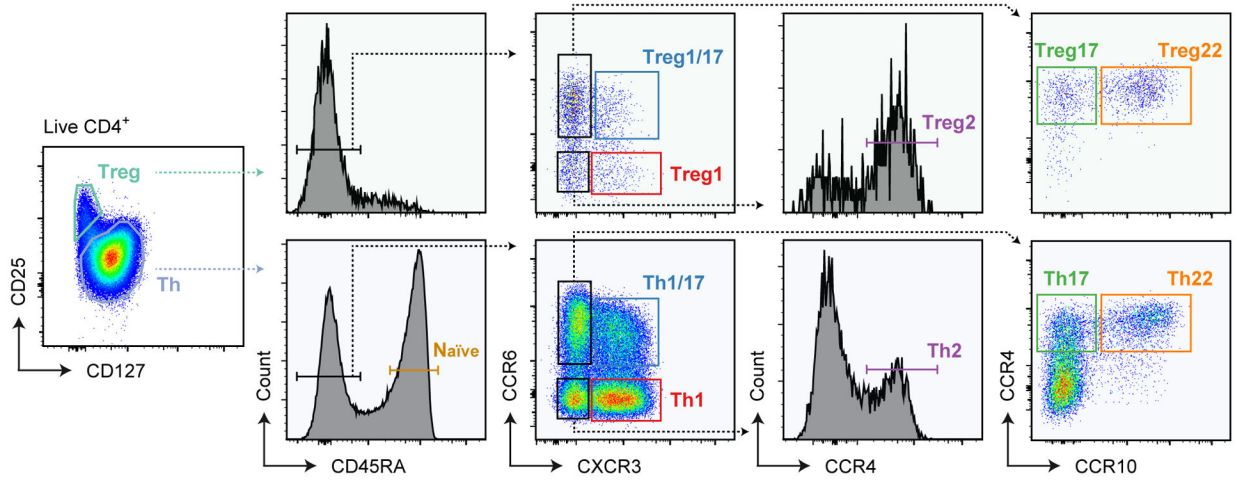 Live CD4+
Treg
Th
CD25
CD127
Treg1/17
Treg1
Treg2
Treg17
Treg22
Naïve
Count
CD45RA
Th1/17
Th1
CCR6
CXCR3
Th2
Count
CCR4
Th17
Th22
CCR4
CCR10